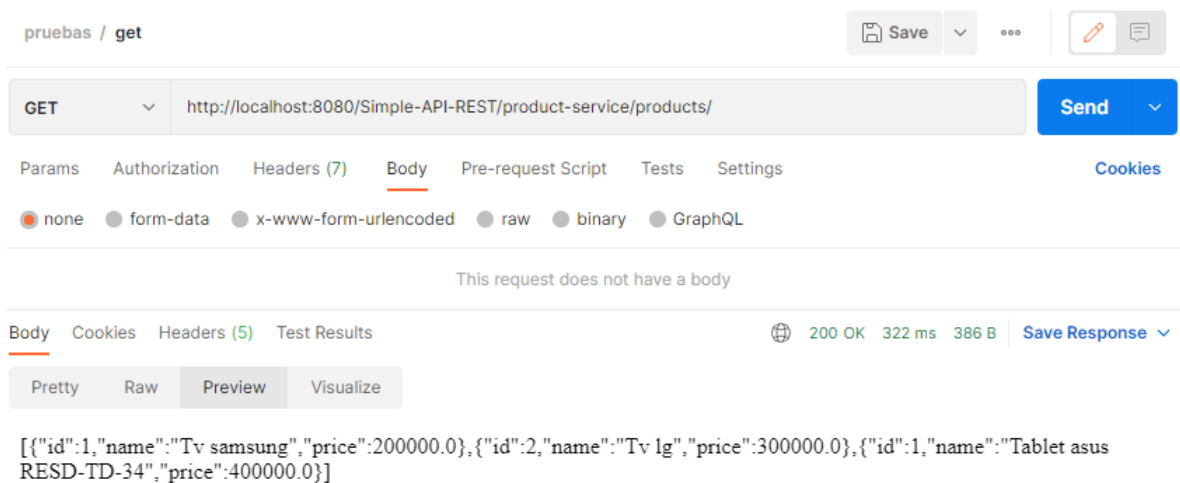 pruebas / get Save ooo
GET http://localhost:8080/Simple-API-REST/product-service/products/ Send
Params Authorization Headers (7) Body Pre-request Script Tests Settings Cookies
none form-data x-www-form-urlencoded raw binary GraphQL
This request does not have a body
Body Cookies Headers (5) Test Results 200 OK 322 ms 386 B Save Response
Pretty Raw Preview Visualize
[{"id":1,"name":"Tv samsung","price":200000.0},{"id":2,"name":"Tv lg","price":300000.0},{"id":1,"name":"Tablet asus
RESD-TD-34","price":400000.0}]